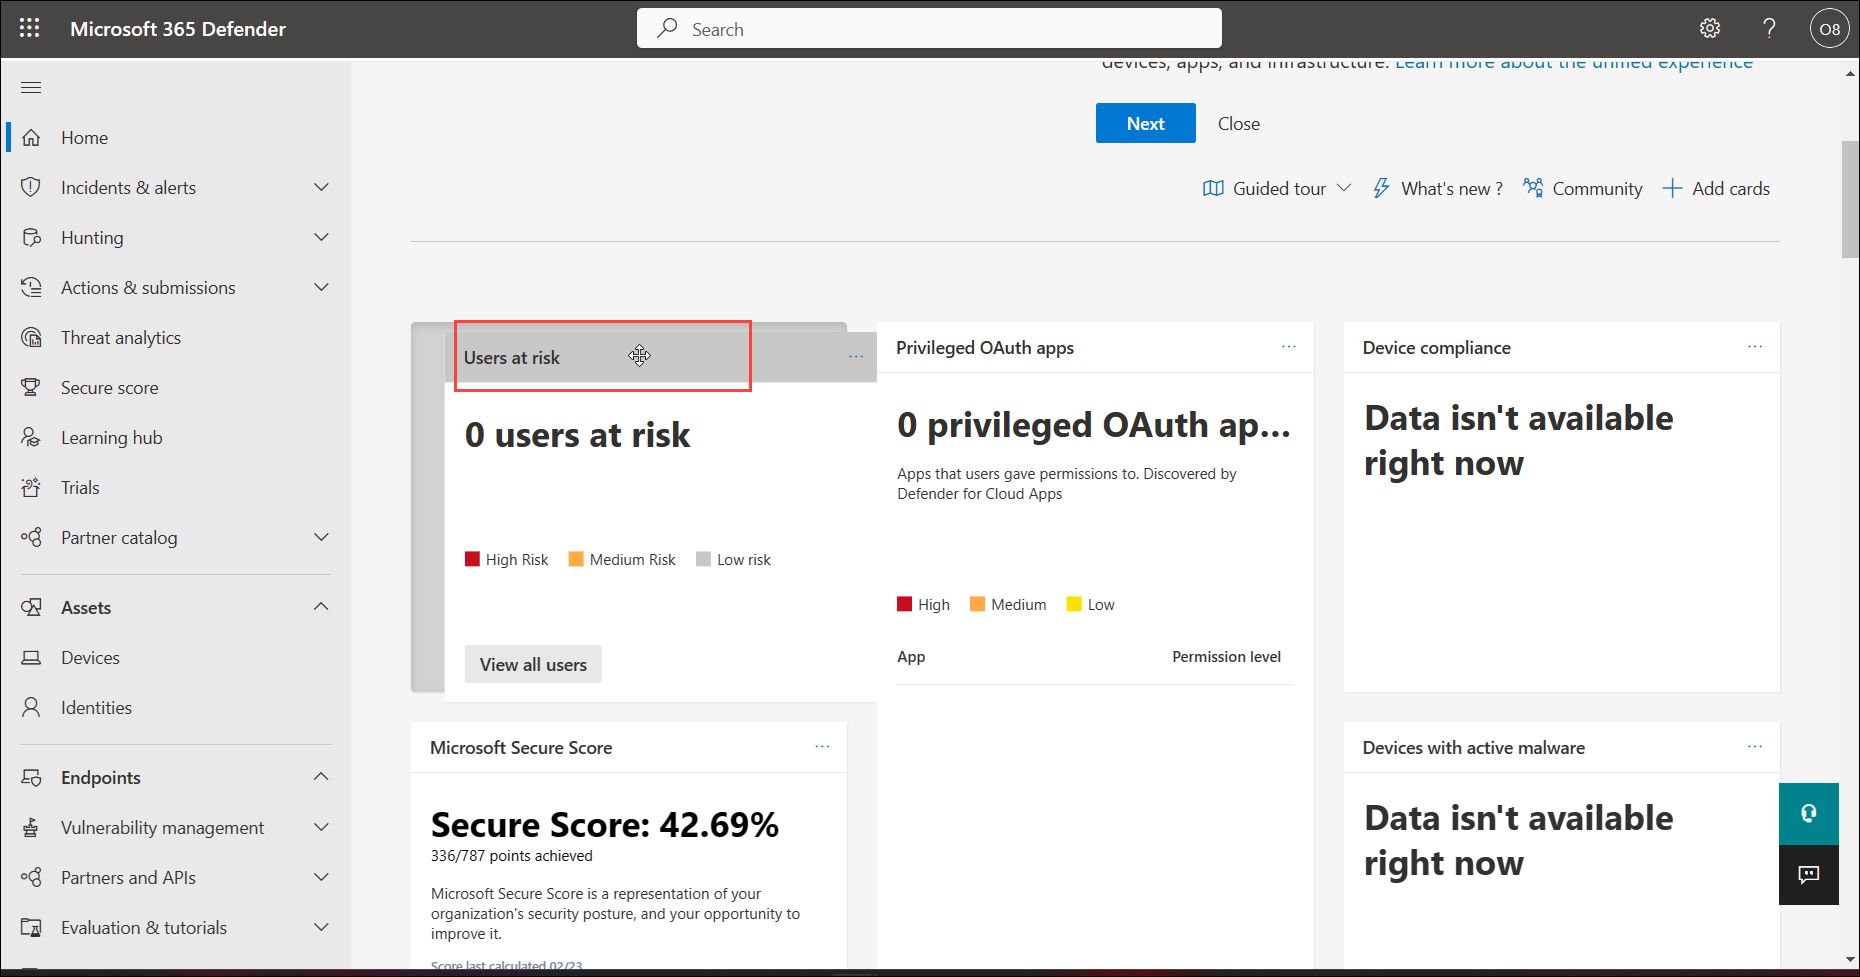 Microsoft 365 Defender
Search
?
O8
devices, apps, and infrastructure. Learn more about the unified experience
Next
Close
Guided tour
What's new ?
Community
Add cards
Home
Incidents & alerts
Hunting
Actions & submissions
Threat analytics
Secure score
Learning hub
Trials
Partner catalog
Assets
Devices
Identities
Endpoints
Vulnerability management
Partners and APIs
Evaluation & tutorials
Users at risk
...
0 users at risk
High Risk
Medium Risk
Low risk
View all users
Privileged OAuth apps
...
0 privileged OAuth ap...
Apps that users gave permissions to. Discovered by
Defender for Cloud Apps
High
Medium
Low
App
Permission level
Device compliance
...
Data isn't available
right now
Microsoft Secure Score
...
Secure Score: 42.69%
336/787 points achieved
Microsoft Secure Score is a representation of your
organization's security posture, and your opportunity to
improve it.
Score last calculated 02/23
Devices with active malware
...
Data isn't available
right now